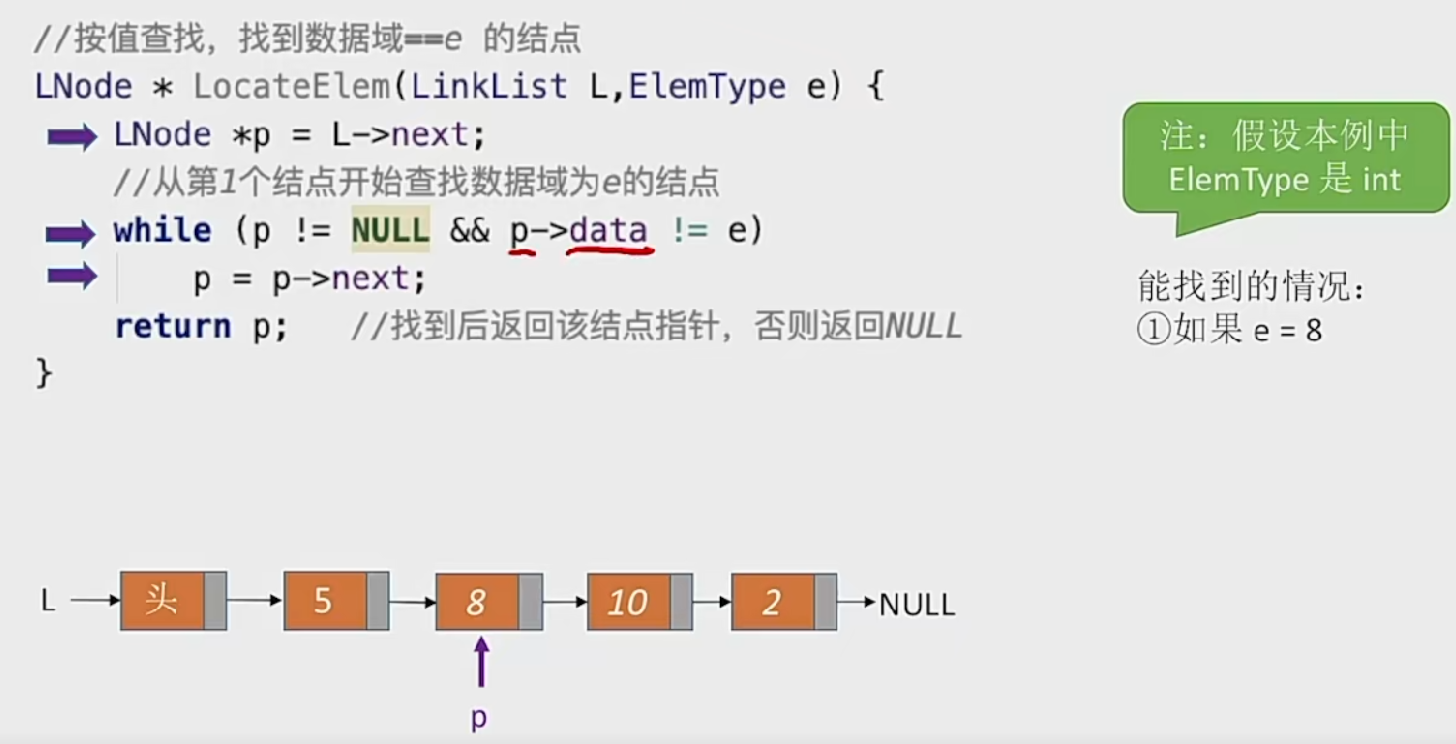 //按值查找，找到数据域==e 的结点
LNode * LocateElem(LinkList L,ElemType e) {
LNode *p = L->next;
//从第1个结点开始查找数据域为e的结点
while (p != NULL && p->data != e)
p = p->next;
return p; //找到后返回该结点指针，否则返回NULL
}
注：假设本例中
ElemType 是 int
能找到的情况：
①如果 e = 8
L 头 5 8 10 2 NULL
p